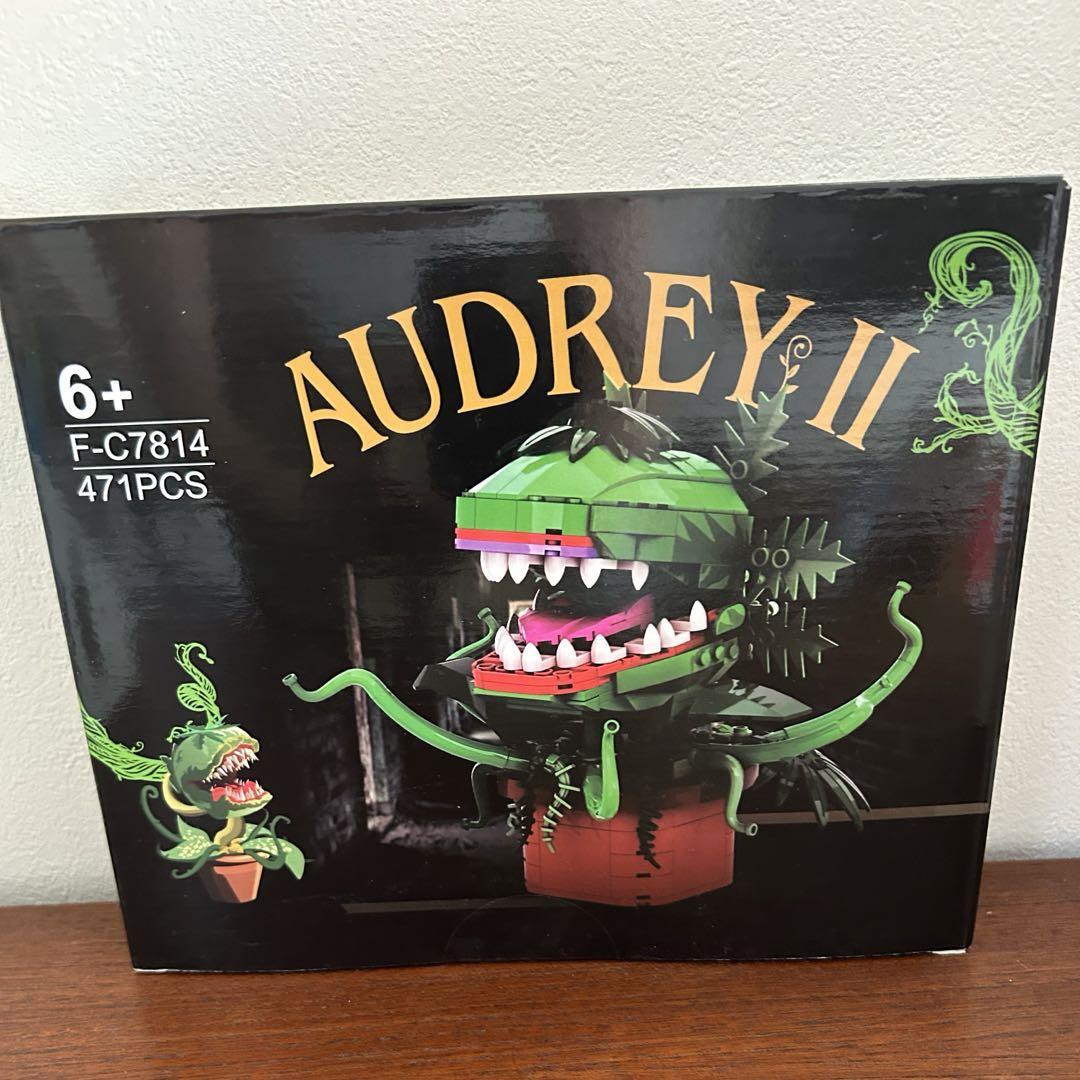 AUDREY II
6+
F-C7814
471PCS